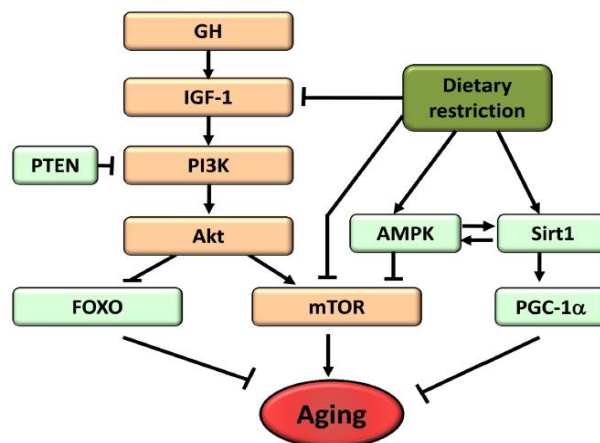 GH
IGF-1
Dietary
restriction
PTEN
PI3K
Akt
AMPK
Sirt1
FOXO
mTOR
PGC-1α
Aging